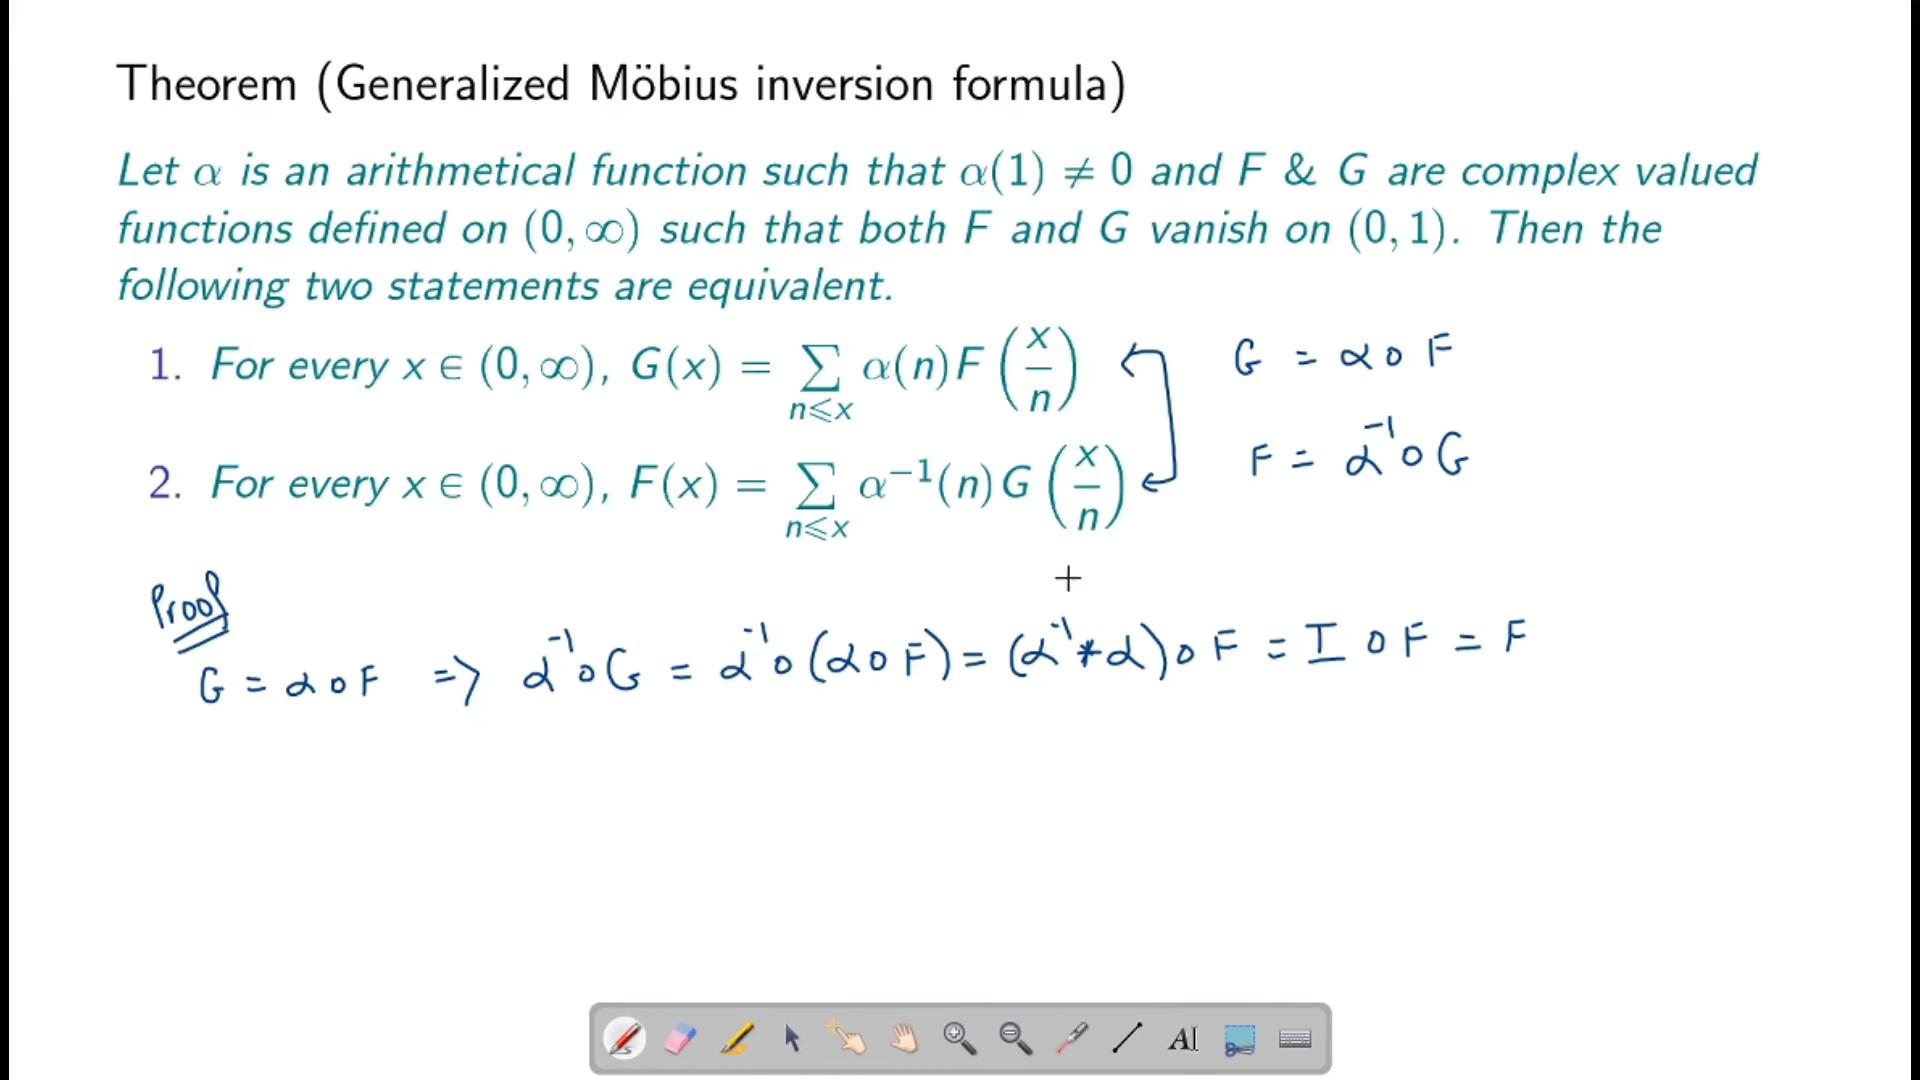 Theorem (Generalized Möbius inversion formula)
Let α is an arithmetical function such that α(1) ≠ 0 and F & G are complex valued
functions defined on (0, ∞) such that both F and G vanish on (0, 1). Then the
following two statements are equivalent.
1. For every x ∈ (0, ∞), G(x) = ∑_{n⩽x} α(n)F(x/n)
G = α∘F
2. For every x ∈ (0, ∞), F(x) = ∑_{n⩽x} α⁻¹(n)G(x/n)
F = α⁻¹∘G
Proof
G = α∘F ⇒ α⁻¹∘G = α⁻¹∘(α∘F) = (α⁻¹*α)∘F = I∘F = F
AI